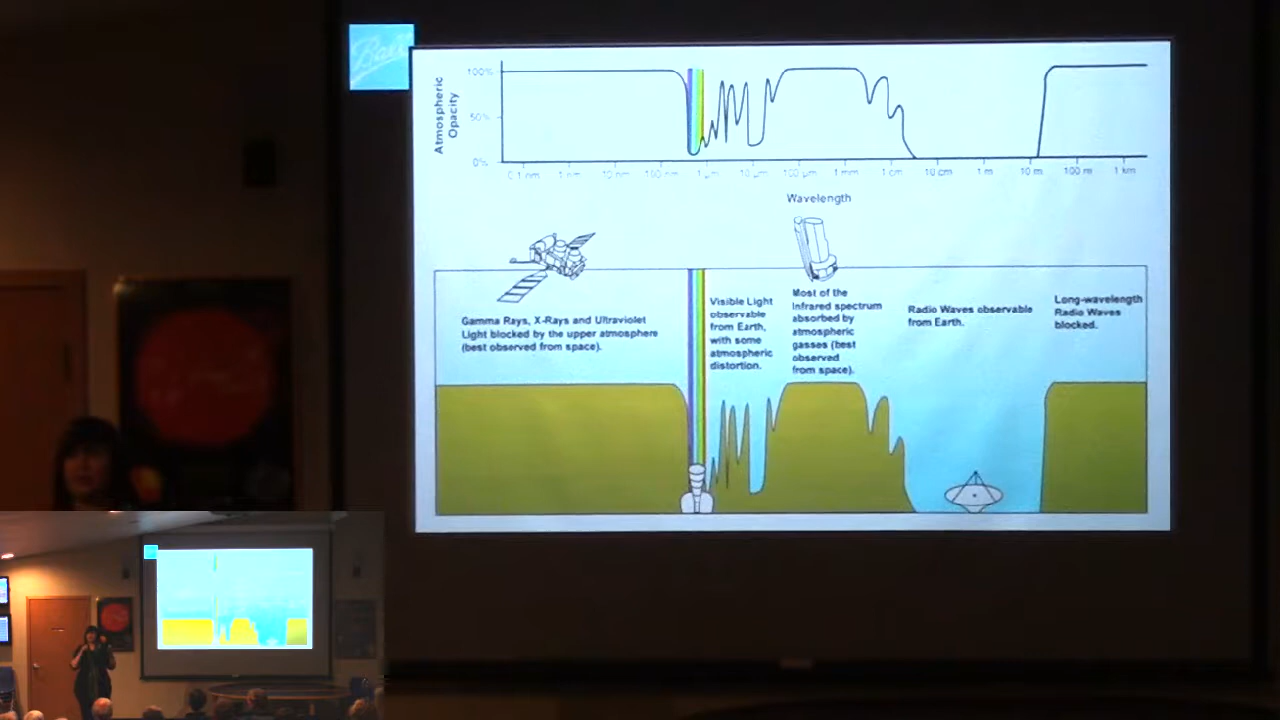 Ball
Atmospheric
Opacity
100%
50%
0%
0.1 nm 1 nm 10 nm 100 nm 1 µm 10 µm 100 µm 1 mm 1 cm 10 cm 1 m 10 m 100 m 1 km
Wavelength
Gamma Rays, X-Rays and Ultraviolet
Light blocked by the upper atmosphere
(best observed from space).
Visible Light
observable
from Earth,
with some
atmospheric
distortion.
Most of the
Infrared spectrum
absorbed by
atmospheric
gasses (best
observed
from space).
Radio Waves observable
from Earth.
Long-wavelength
Radio Waves
blocked.